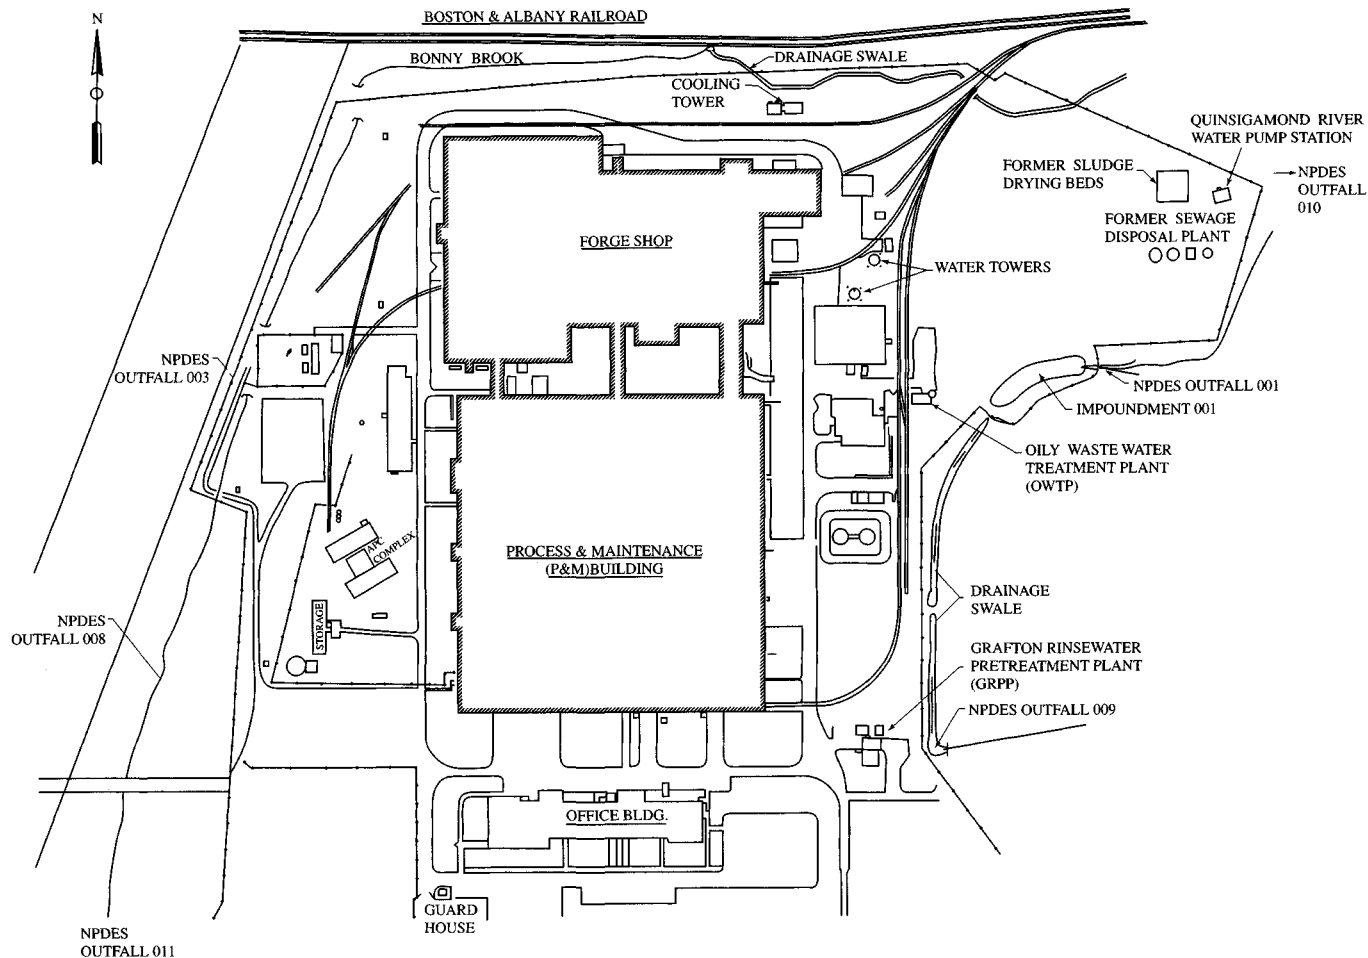 N
BOSTON & ALBANY RAILROAD
BONNY BROOK
DRAINAGE SWALE
COOLING
TOWER
QUINSIGAMOND RIVER
WATER PUMP STATION
FORMER SLUDGE
DRYING BEDS
NPDES
OUTFALL
010
FORMER SEWAGE
DISPOSAL PLANT
FORGE SHOP
WATER TOWERS
NPDES
OUTFALL 003
NPDES OUTFALL 001
IMPOUNDMENT 001
OILY WASTE WATER
TREATMENT PLANT
(OWTP)
APC
COMPLEX
PROCESS & MAINTENANCE
(P&M)BUILDING
DRAINAGE
SWALE
STORAGE
NPDES
OUTFALL 008
GRAFTON RINSEWATER
PRETREATMENT PLANT
(GRPP)
NPDES OUTFALL 009
OFFICE BLDG.
GUARD
HOUSE
NPDES
OUTFALL 011